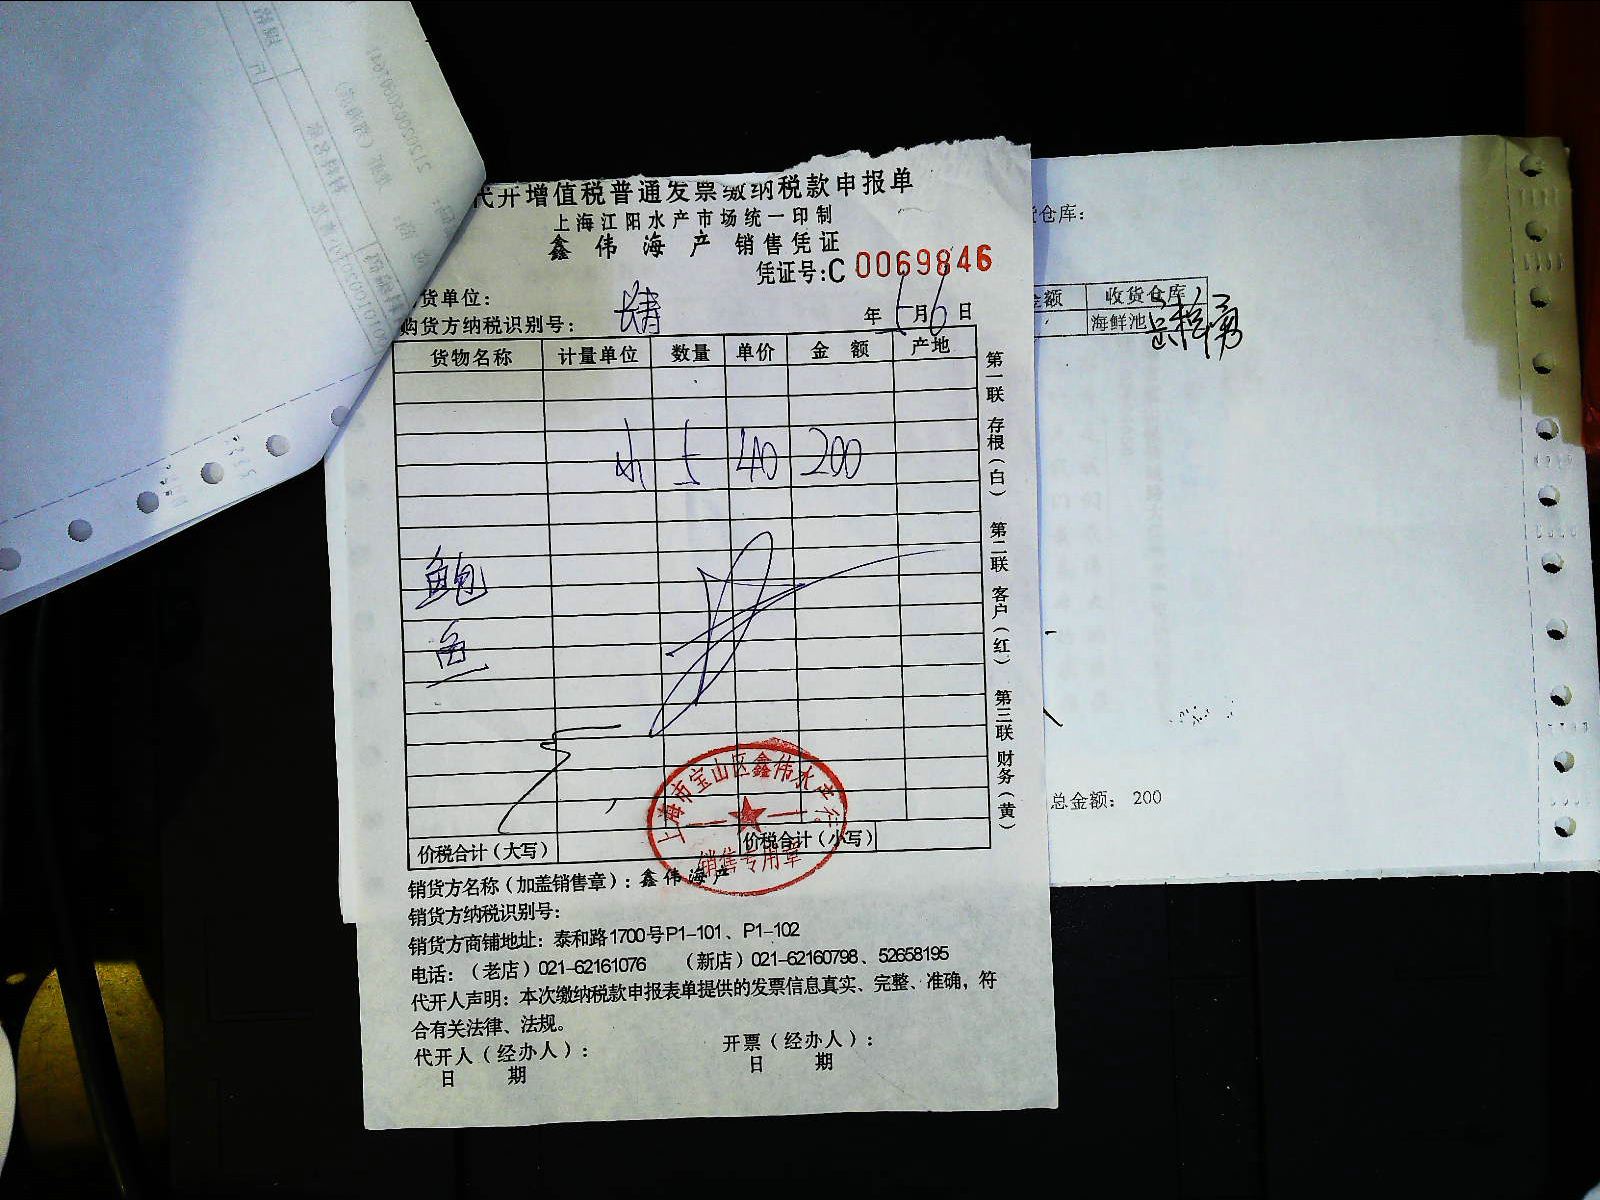 代开增值税普通发票缴纳税款申报单
上海江阳水产市场统一印制
鑫伟海产 销售凭证
凭证号:C 0069846
货单位:
购货方纳税识别号:
年 5月6日
货物名称 计量单位 数量 单价 金额 产地
5 40 200
鲍
鱼
价税合计(大写) 价税合计(小写)
上海市宝山区鑫伟水产行
销售专用章
销货方名称(加盖销售章):鑫伟海产
销货方纳税识别号:
销货方商铺地址:泰和路1700号P1-101、P1-102
电话:(老店)021-62161076 (新店)021-62160798、52658195
代开人声明:本次缴纳税款申报表单提供的发票信息真实、完整、准确,符
合有关法律、法规。
代开人(经办人): 开票(经办人):
日 期 日 期
第一联 存根(白) 第二联 客户(红) 第三联 财务(黄)
仓库:
金额 收货仓库
海鲜池
总金额: 200